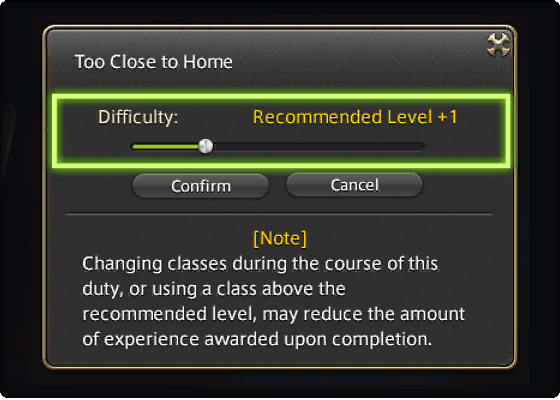 Too Close to Home
Difficulty: Recommended Level +1
Confirm Cancel
[Note]
Changing classes during the course of this
duty, or using a class above the
recommended level, may reduce the amount
of experience awarded upon completion.